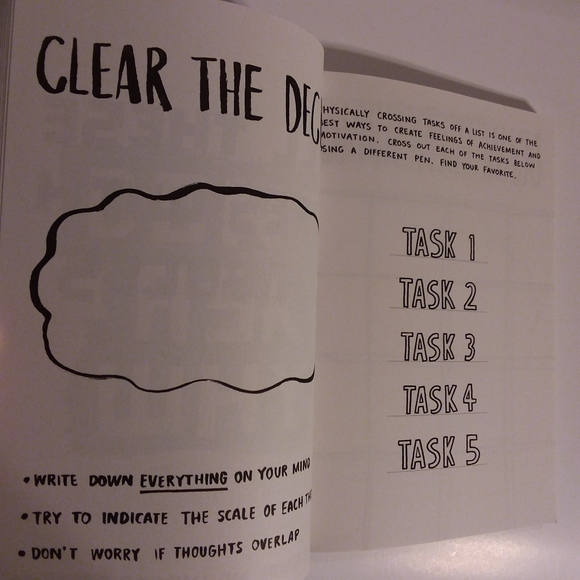 CLEAR THE DEC
• WRITE DOWN EVERYTHING ON YOUR MIND
• TRY TO INDICATE THE SCALE OF EACH TH
• DON'T WORRY IF THOUGHTS OVERLAP
HYSICALLY CROSSING TASKS OFF A LIST IS ONE OF THE
EST WAYS TO CREATE FEELINGS OF ACHIEVEMENT AND
MOTIVATION. CROSS OUT EACH OF THE TASKS BELOW
SING A DIFFERENT PEN. FIND YOUR FAVORITE.
TASK 1
TASK 2
TASK 3
TASK 4
TASK 5